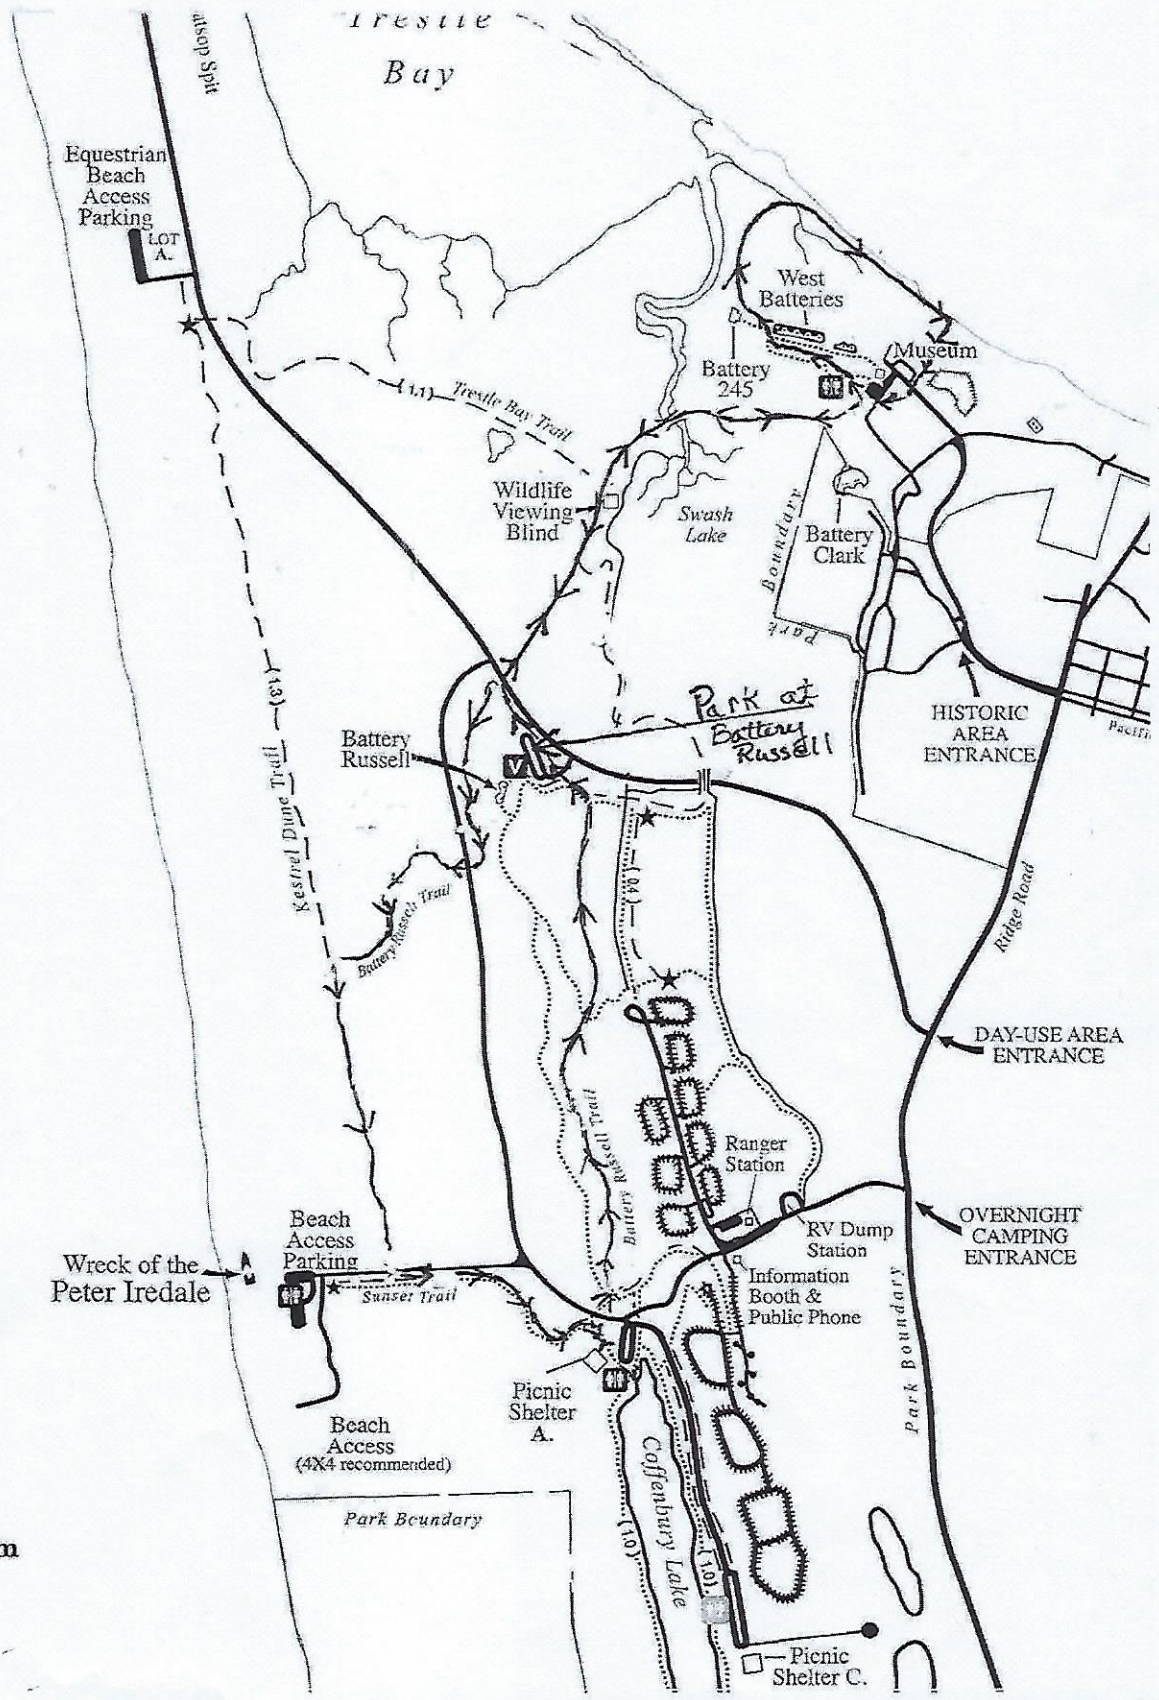 Trestle
Bay
atsop Spit
Equestrian
Beach
Access
Parking
LOT
A.
West
Batteries
Museum
Battery
245
(1.1)
Trestle Bay Trail
Wildlife
Viewing
Blind
Swash
Lake
Battery
Clark
Park Boundary
(1.3)
Park at
Battery
Russell
HISTORIC
AREA
ENTRANCE
Pacific
Battery
Russell
V
Kestrel Dune Trail
Battery Russell Trail
(.04)
Ridge Road
DAY-USE AREA
ENTRANCE
Battery Russell Trail
Ranger
Station
RV Dump
Station
OVERNIGHT
CAMPING
ENTRANCE
Beach
Access
Parking
Wreck of the
Peter Iredale
Sunset Trail
Information
Booth &
Public Phone
Park Boundary
Picnic
Shelter
A.
Beach
Access
(4X4 recommended)
Park Boundary
Coffenbury Lake
(1.0)
(1.0)
m
Picnic
Shelter C.